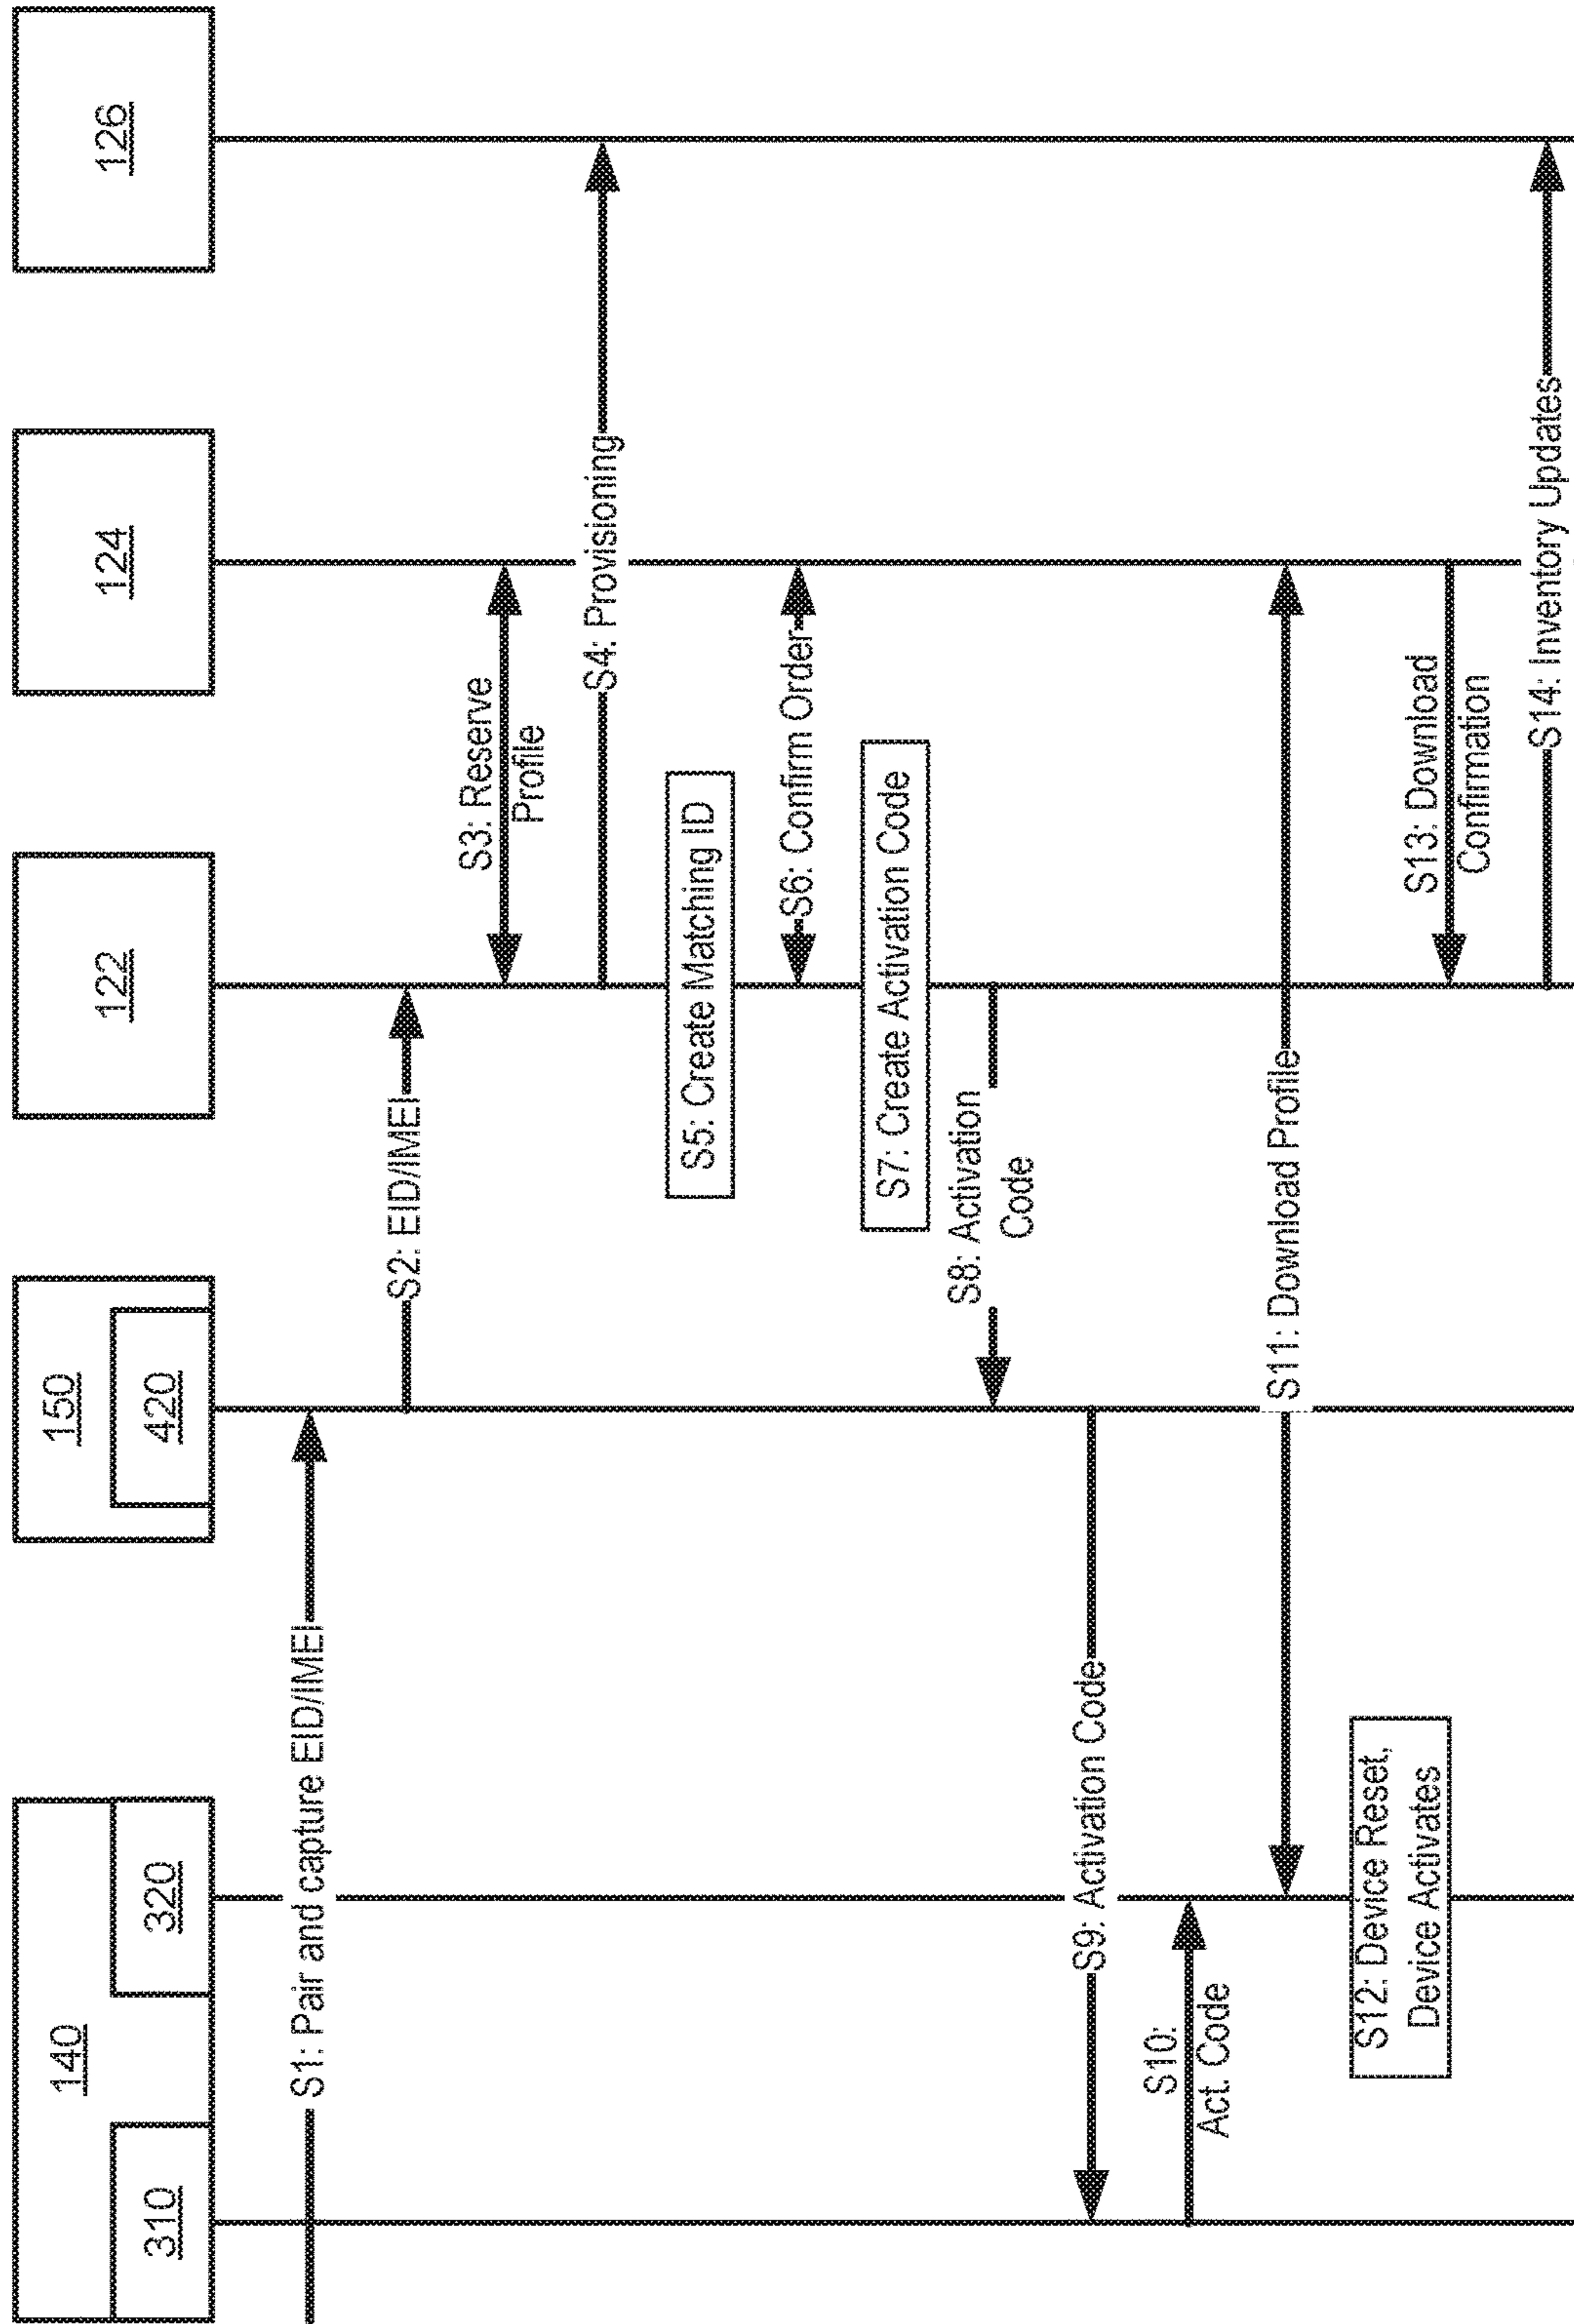 140
310
320
150
420
122
124
126
S1: Pair and capture EID/IMEI
S2: EID/IMEI
S3: Reserve
Profile
S4: Provisioning
S5: Create Matching ID
S6: Confirm Order
S7: Create Activation Code
S8: Activation
Code
S9: Activation Code
S10:
Act. Code
S11: Download Profile
S12: Device Reset,
Device Activates
S13: Download
Confirmation
S14: Inventory Updates